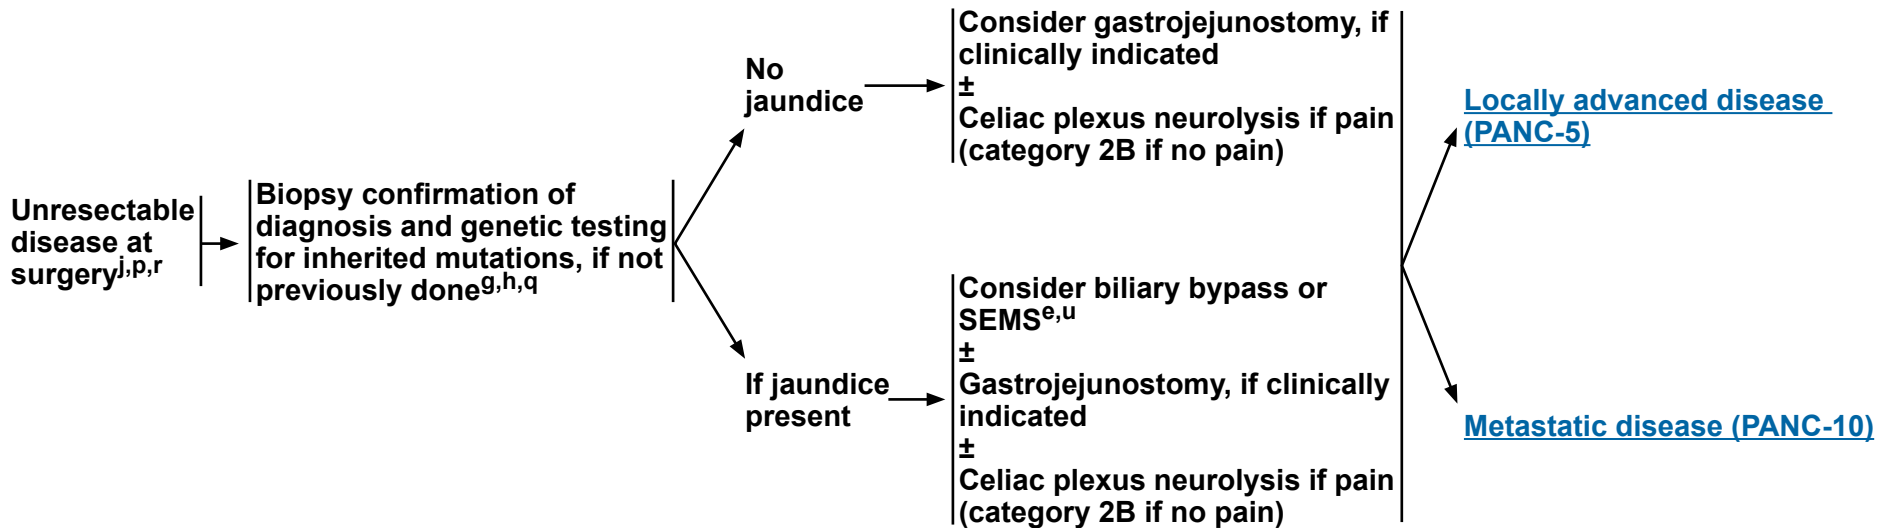 Unresectable
disease at
surgeryj,p,r
Biopsy confirmation of
diagnosis and genetic testing
for inherited mutations, if not
previously doneg,h,q
No
jaundice
Consider gastrojejunostomy, if
clinically indicated
±
Celiac plexus neurolysis if pain
(category 2B if no pain)
If jaundice
present
Consider biliary bypass or
SEMSe,u
±
Gastrojejunostomy, if clinically
indicated
±
Celiac plexus neurolysis if pain
(category 2B if no pain)
Locally advanced disease
(PANC-5)
Metastatic disease (PANC-10)